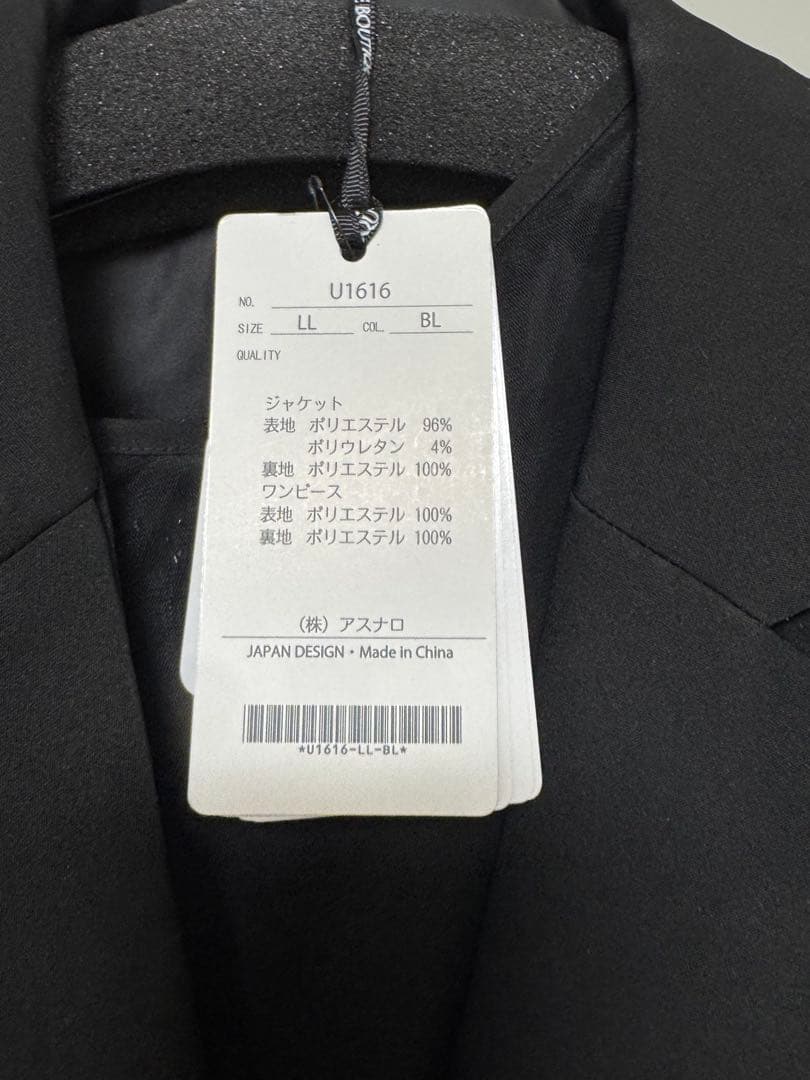 E BOUTIQ
NO. U1616
SIZE LL COL. BL
QUALITY
ジャケット
表地 ポリエステル 96%
ポリウレタン 4%
裏地 ポリエステル 100%
ワンピース
表地 ポリエステル 100%
裏地 ポリエステル 100%
(株) アスナロ
JAPAN DESIGN・Made in China
*U1616-LL-BL*